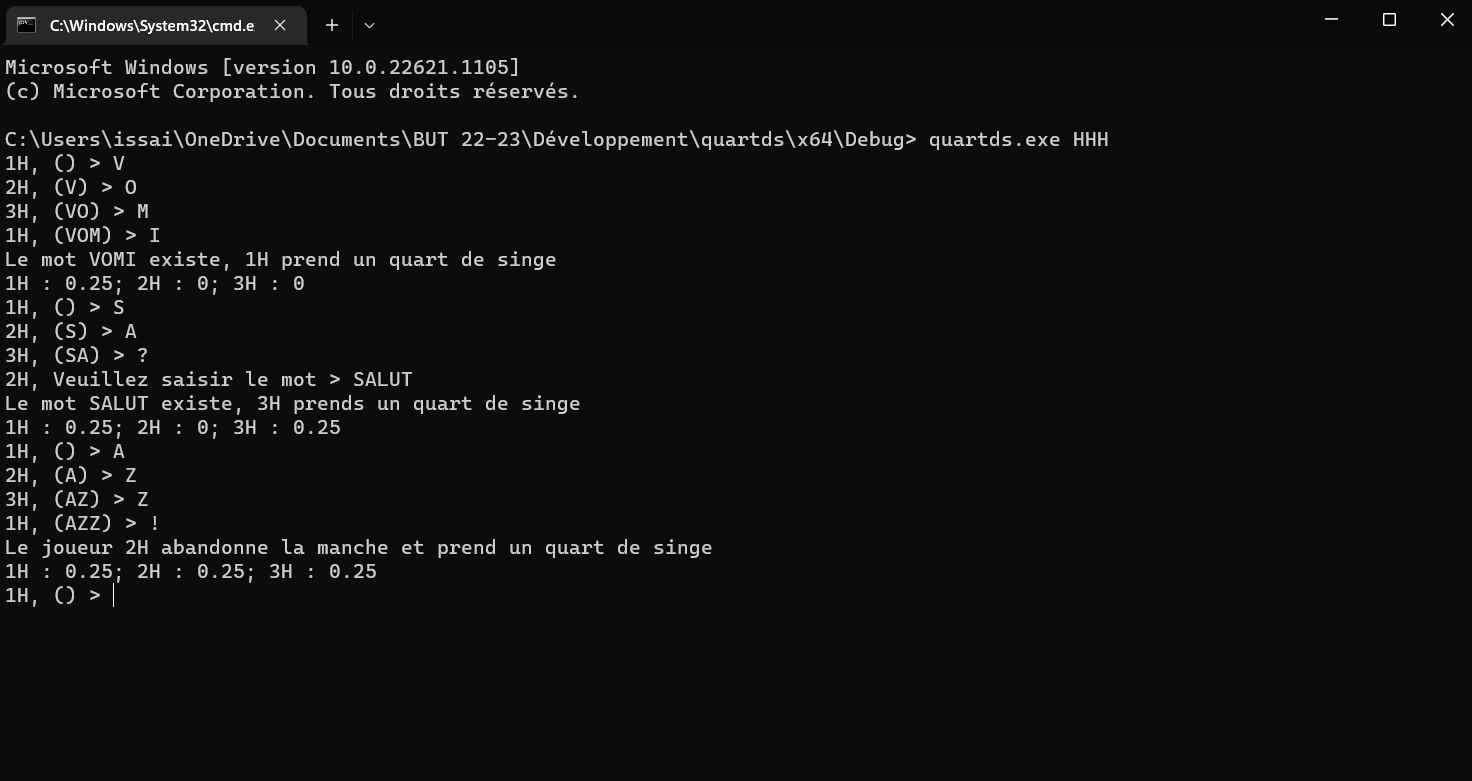 C:\Windows\System32\cmd.e
Microsoft Windows [version 10.0.22621.1105]
(c) Microsoft Corporation. Tous droits réservés.
C:\Users\issai\OneDrive\Documents\BUT 22-23\Développement\quartds\x64\Debug> quartds.exe HHH
1H, () > V
2H, (V) > O
3H, (VO) > M
1H, (VOM) > I
Le mot VOMI existe, 1H prend un quart de singe
1H : 0.25; 2H : 0; 3H : 0
1H, () > S
2H, (S) > A
3H, (SA) > ?
2H, Veuillez saisir le mot > SALUT
Le mot SALUT existe, 3H prends un quart de singe
1H : 0.25; 2H : 0; 3H : 0.25
1H, () > A
2H, (A) > Z
3H, (AZ) > Z
1H, (AZZ) > !
Le joueur 2H abandonne la manche et prend un quart de singe
1H : 0.25; 2H : 0.25; 3H : 0.25
1H, () >